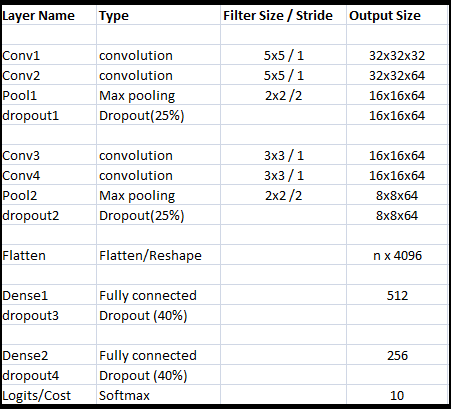 Layer Name Type Filter Size / Stride Output Size
Conv1 convolution 5x5 / 1 32x32x32
Conv2 convolution 5x5 / 1 32x32x64
Pool1 Max pooling 2x2 /2 16x16x64
dropout1 Dropout(25%) 16x16x64
Conv3 convolution 3x3 / 1 16x16x64
Conv4 convolution 3x3 / 1 16x16x64
Pool2 Max pooling 2x2 /2 8x8x64
dropout2 Dropout(25%) 8x8x64
Flatten Flatten/Reshape n x 4096
Dense1 Fully connected 512
dropout3 Dropout (40%)
Dense2 Fully connected 256
dropout4 Dropout (40%)
Logits/Cost Softmax 10